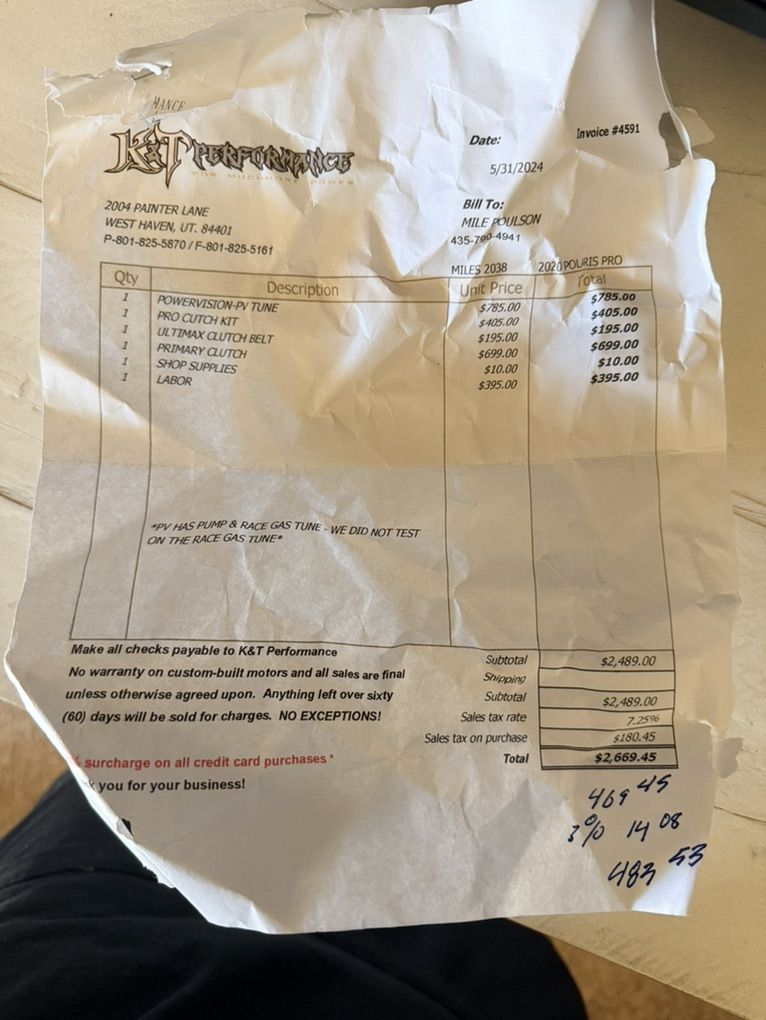 MANCE
K&T PERFORMANCE
FOR MUCHMORE POWER
Date:
Invoice #4591
5/31/2024
2004 PAINTER LANE
WEST HAVEN, UT. 84401
P-801-825-5870 / F-801-825-5161
Bill To:
MILE POULSON
435-790-4941
MILES 2038 2020 POURIS PRO
Qty Description Unit Price Total
1 POWERVISION-PV TUNE $785.00 $785.00
1 PRO CUTCH KIT $405.00 $405.00
1 ULTIMAX CLUTCH BELT $195.00 $195.00
1 PRIMARY CLUTCH $699.00 $699.00
1 SHOP SUPPLIES $10.00 $10.00
1 LABOR $395.00 $395.00
*PV HAS PUMP & RACE GAS TUNE - WE DID NOT TEST
ON THE RACE GAS TUNE*
Make all checks payable to K&T Performance
No warranty on custom-built motors and all sales are final
unless otherwise agreed upon. Anything left over sixty
(60) days will be sold for charges. NO EXCEPTIONS!
Subtotal $2,489.00
Shipping
Subtotal $2,489.00
Sales tax rate 7.25%
Sales tax on purchase $180.45
Total $2,669.45
% surcharge on all credit card purchases *
k you for your business!
469 45
3% 14 08
483 53